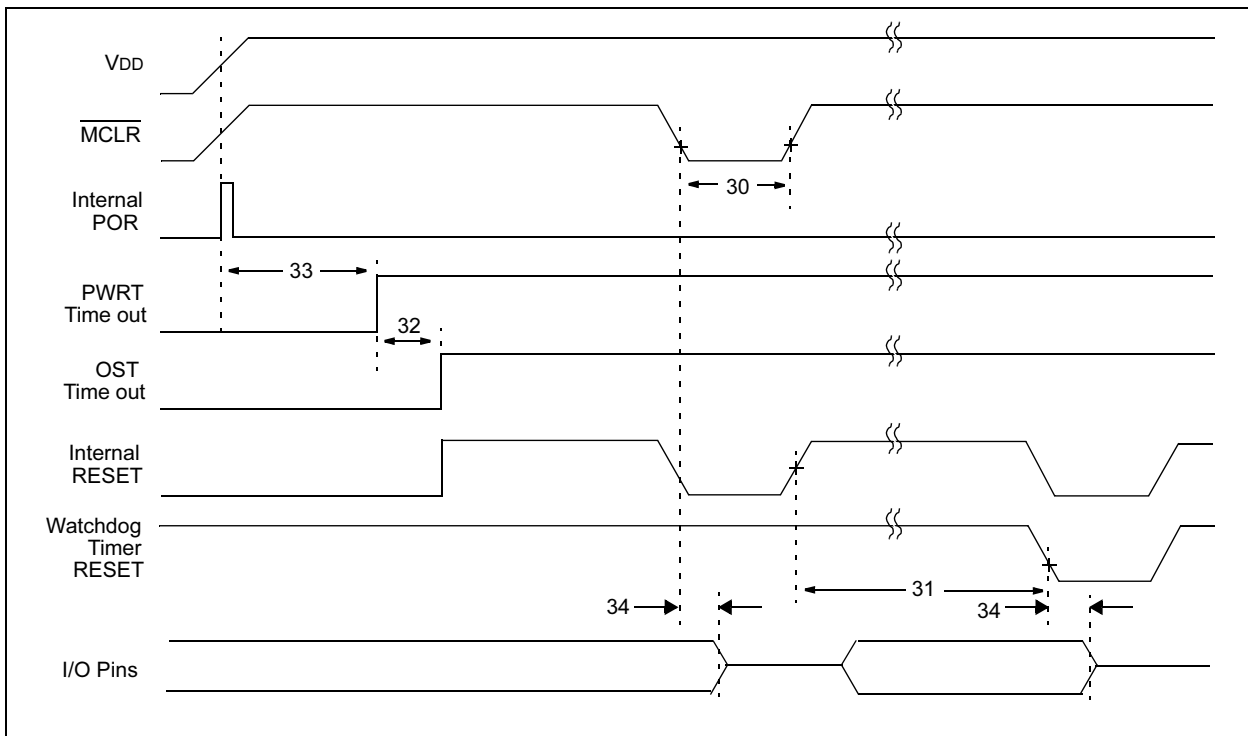 VDD
MCLR
30
Internal
POR
33
PWRT
Time out
32
OST
Time out
Internal
RESET
Watchdog
Timer
RESET
31
34
34
I/O Pins